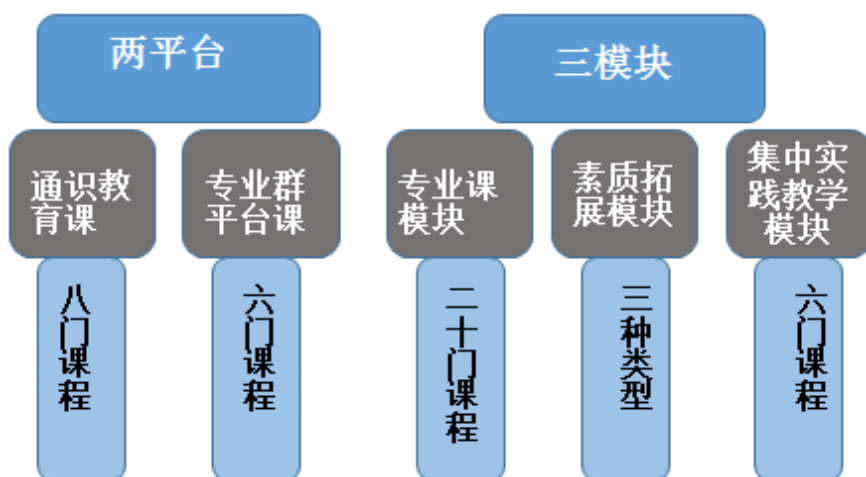 两平台
三模块
通识教
育课
专业群
平台课
专业课
模块
素质拓
展模块
集中实
践教学
模块
八门课程
六门课程
二十门课程
三种类型
六门课程